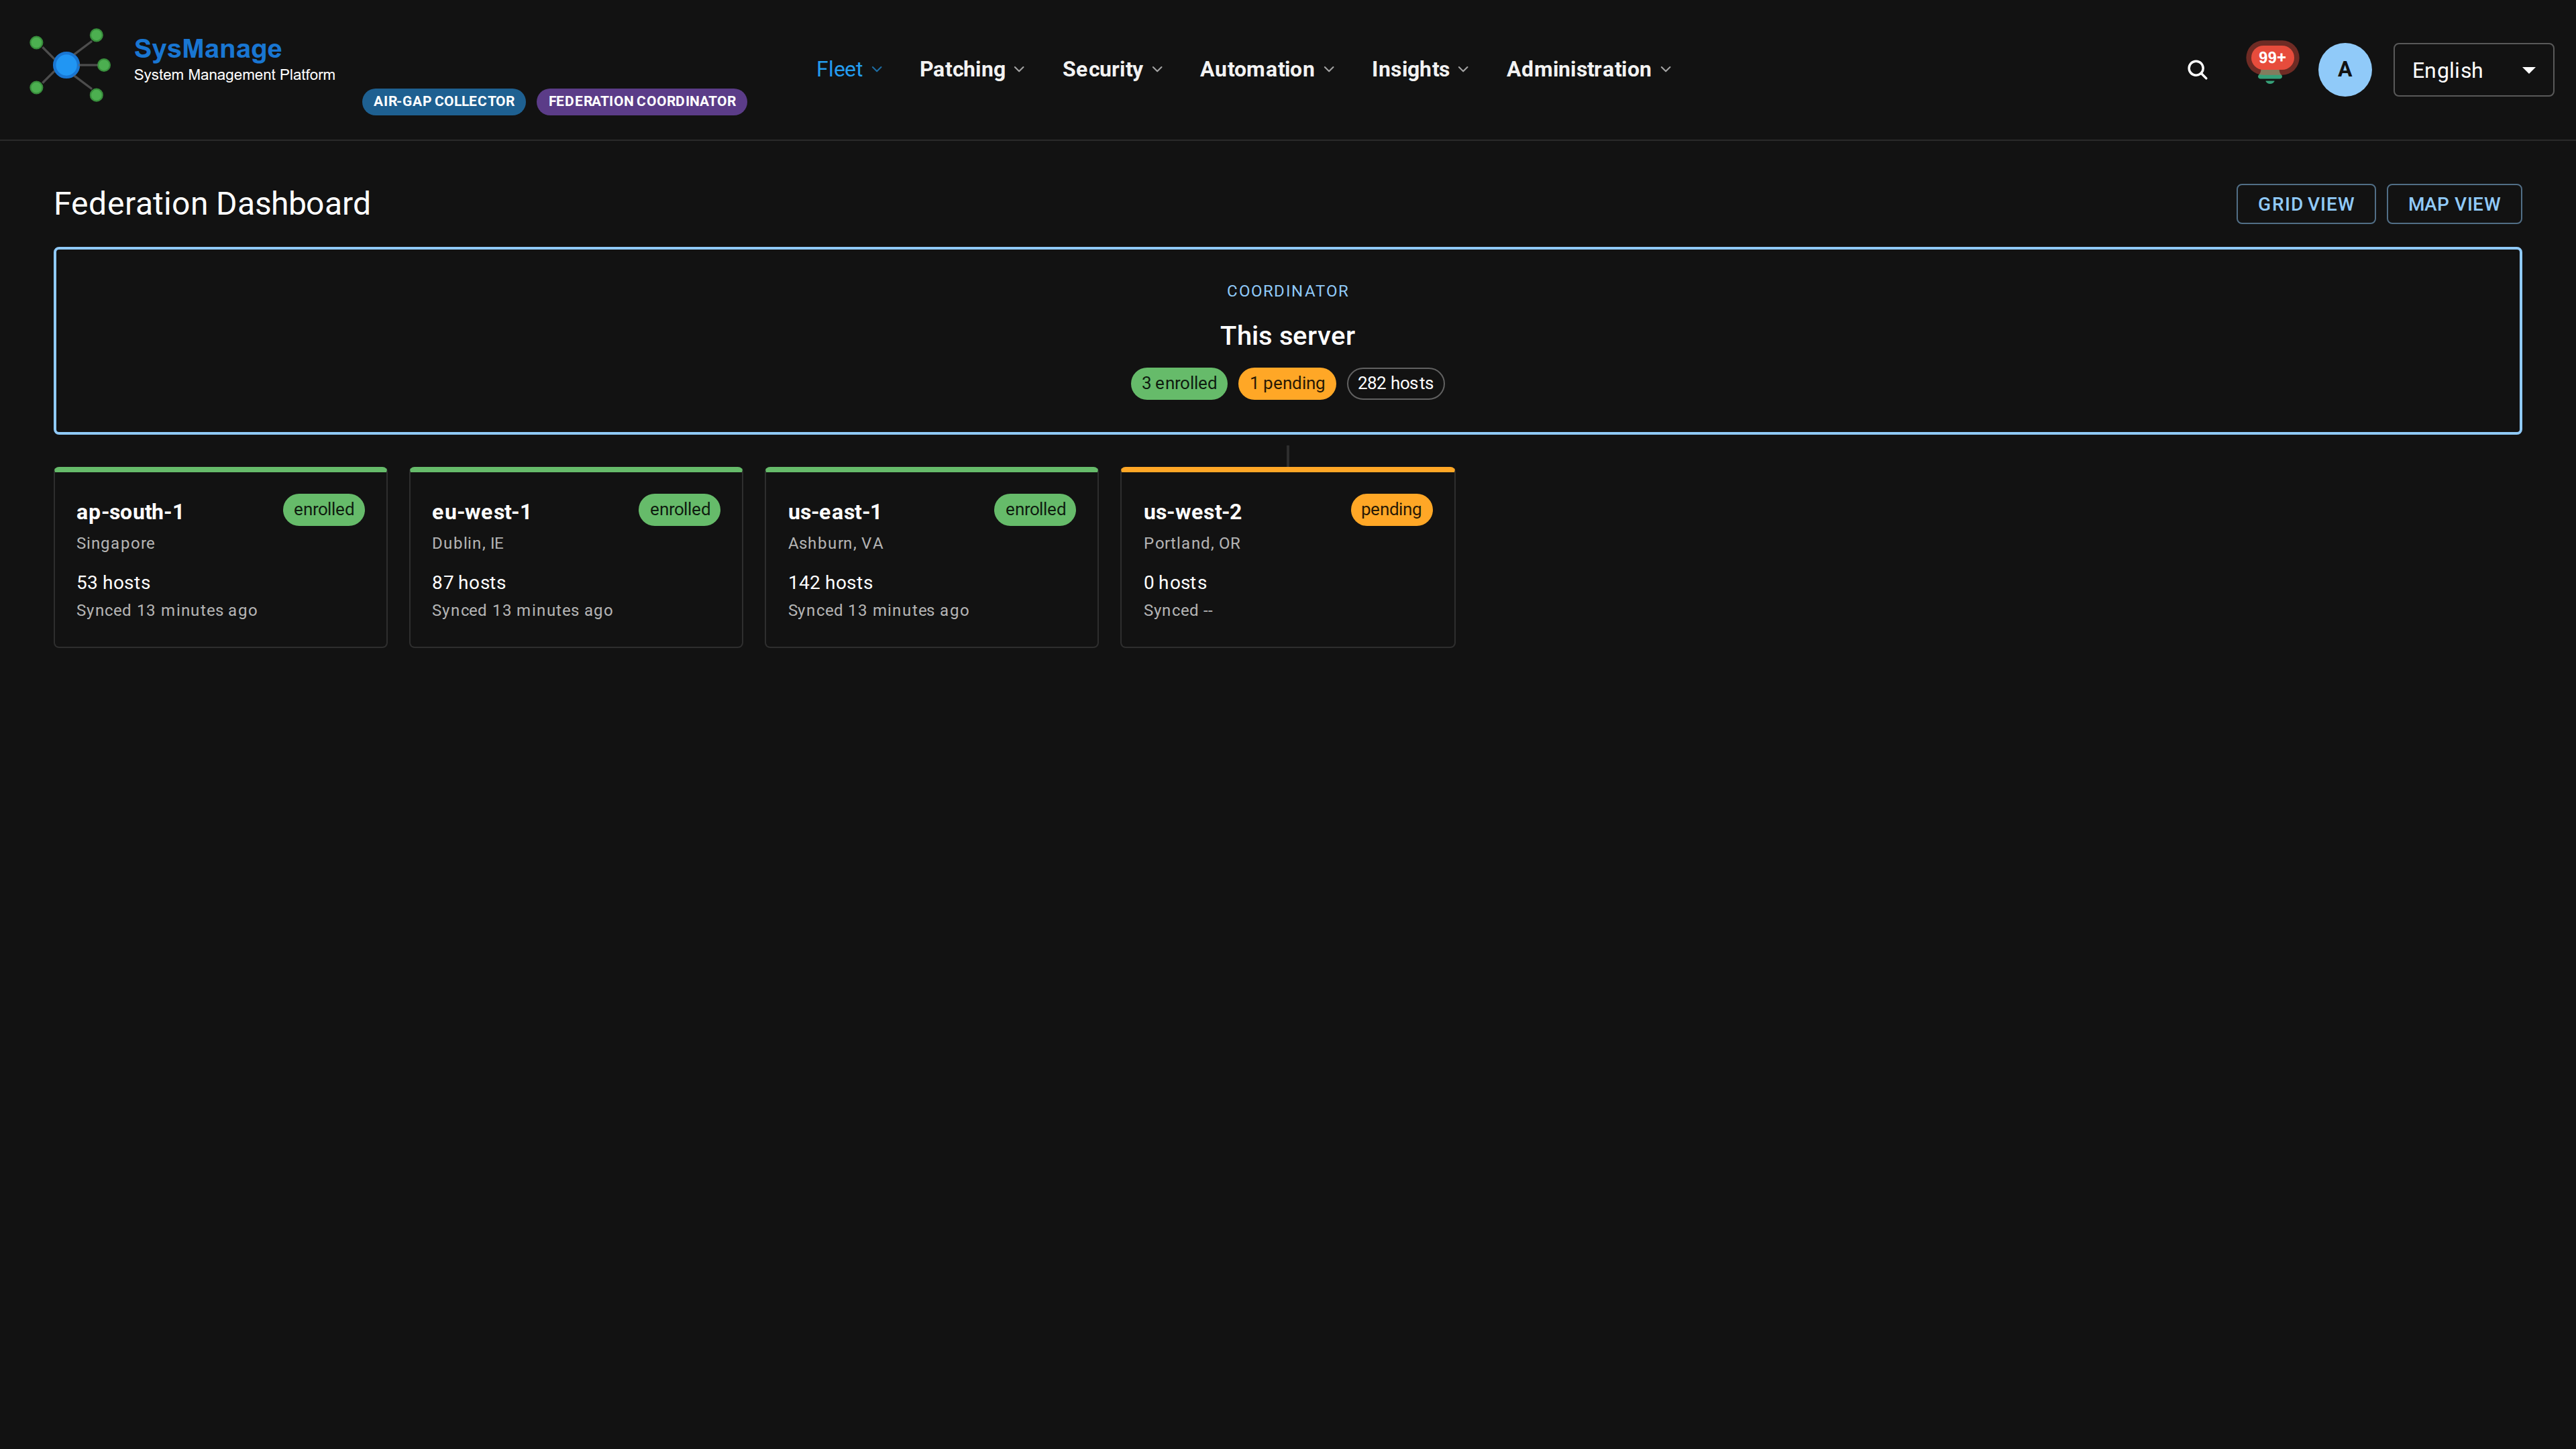 SysManage
System Management Platform
AIR-GAP COLLECTOR
FEDERATION COORDINATOR
Fleet
Patching
Security
Automation
Insights
Administration
99+
A
English
Federation Dashboard
GRID VIEW
MAP VIEW
COORDINATOR
This server
3 enrolled
1 pending
282 hosts
ap-south-1
enrolled
Singapore
53 hosts
Synced 13 minutes ago
eu-west-1
enrolled
Dublin, IE
87 hosts
Synced 13 minutes ago
us-east-1
enrolled
Ashburn, VA
142 hosts
Synced 13 minutes ago
us-west-2
pending
Portland, OR
0 hosts
Synced --